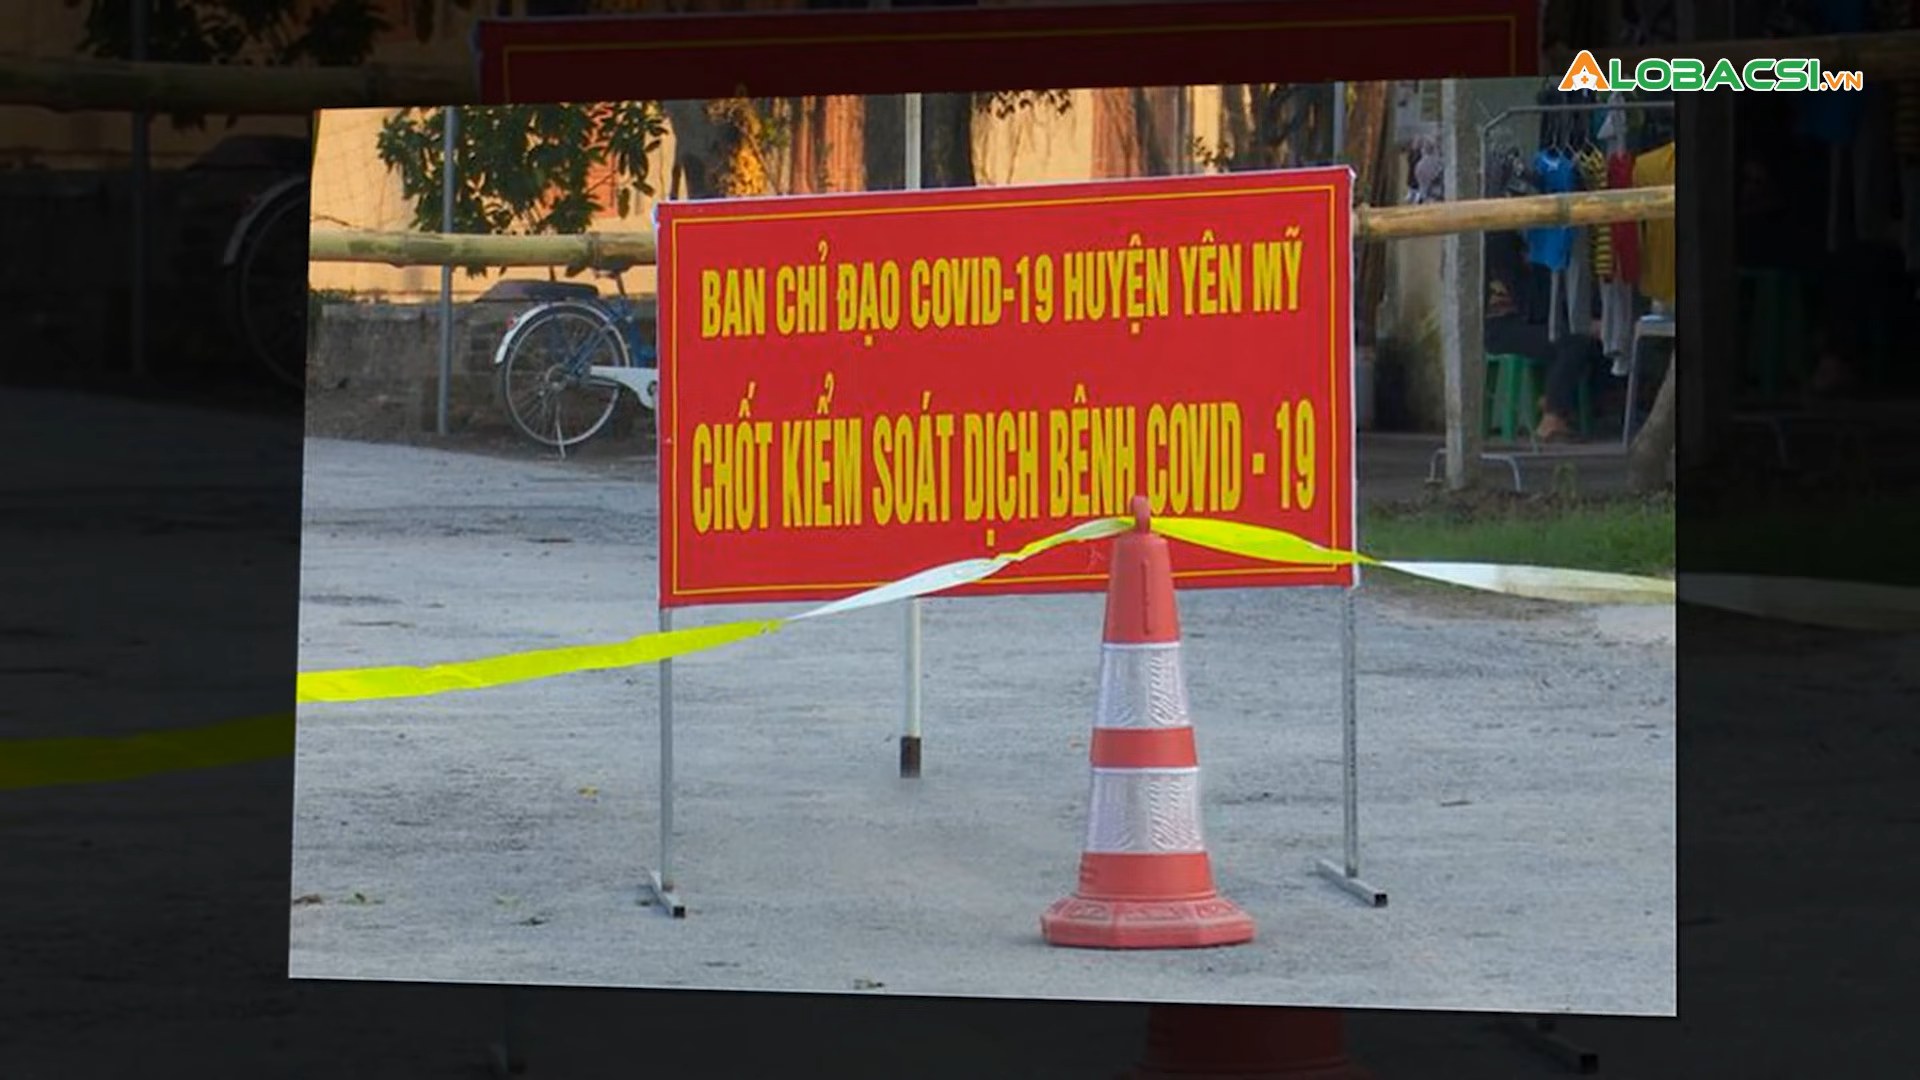 ALOBACSI.VN
BAN CHỈ ĐẠO COVID-19 HUYỆN YÊN MỸ
CHỐT KIỂM SOÁT DỊCH BỆNH COVID - 19